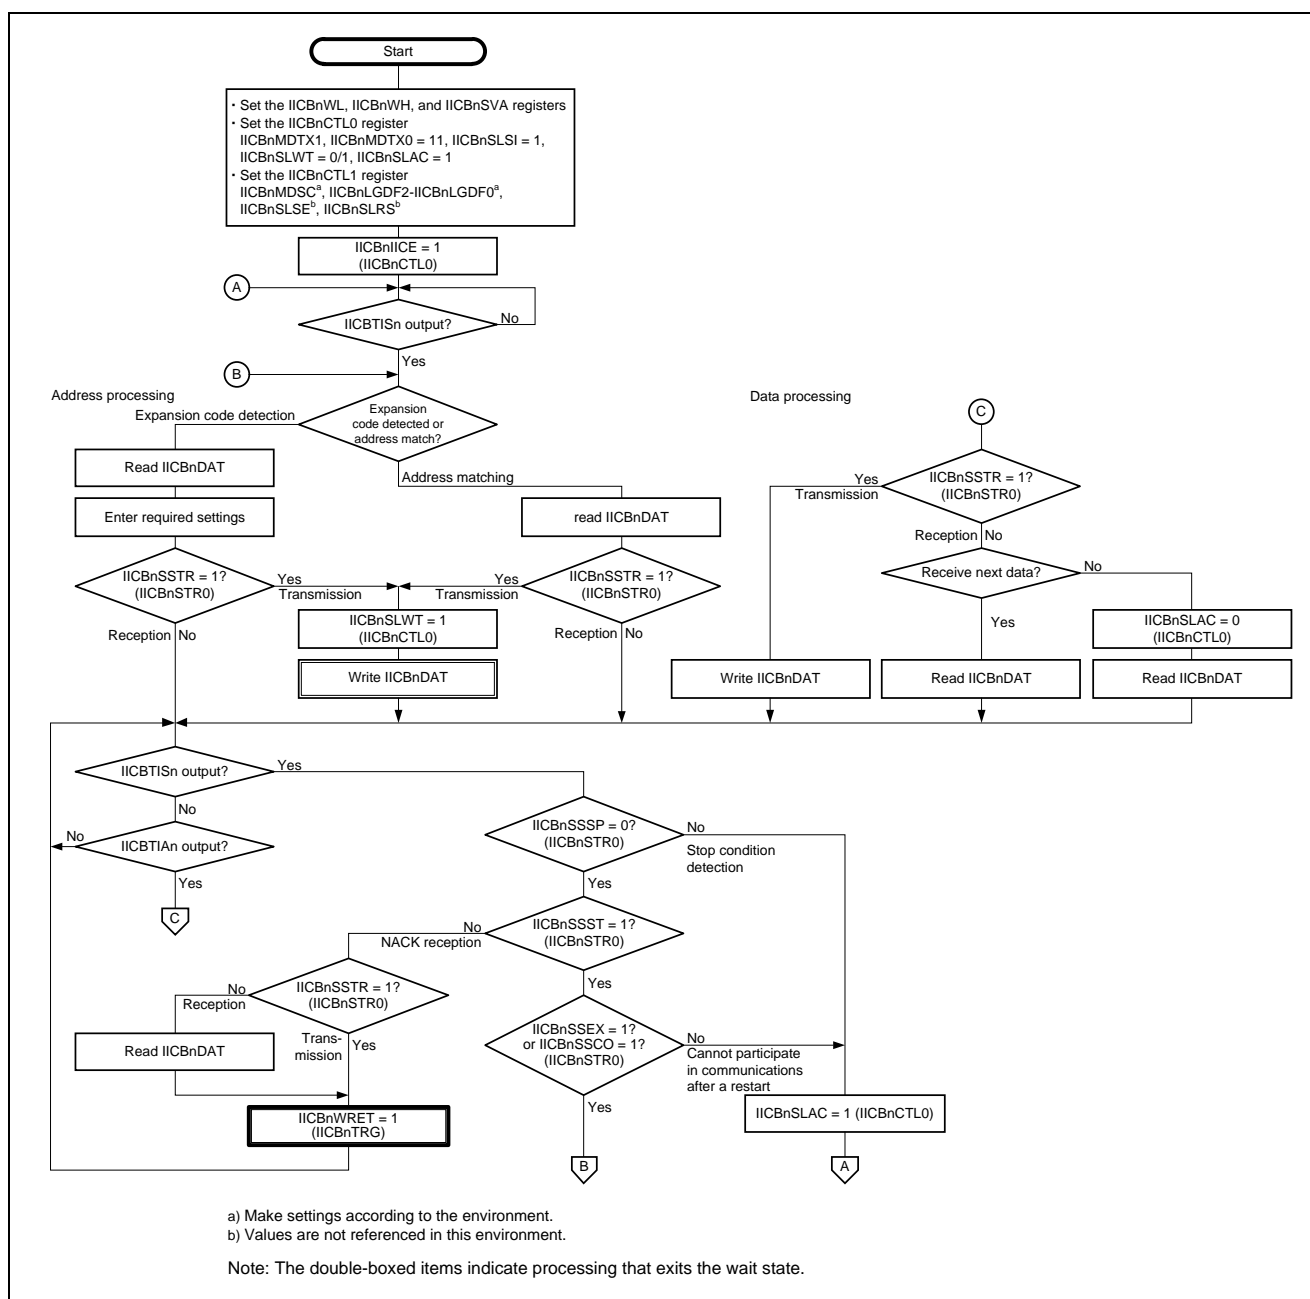 Start
・Set the IICBnWL, IICBnWH, and IICBnSVA registers
・Set the IICBnCTL0 register
IICBnMDTX1, IICBnMDTX0 = 11, IICBnSLSI = 1,
IICBnSLWT = 0/1, IICBnSLAC = 1
・Set the IICBnCTL1 register
IICBnMDSCa, IICBnLGDF2-IICBnLGDF0a,
IICBnSLSEb, IICBnSLRSb
IICBnIICE = 1
(IICBnCTL0)
A
IICBTISn output?
No
Yes
B
Address processing
Expansion code detection
Expansion
code detected or
address match?
Read IICBnDAT
Address matching
Enter required settings
read IICBnDAT
IICBnSSTR = 1?
(IICBnSTR0)
Yes
Transmission
Reception
No
IICBnSSTR = 1?
(IICBnSTR0)
Yes
Transmission
Reception
No
IICBnSLWT = 1
(IICBnCTL0)
Write IICBnDAT
Data processing
C
IICBnSSTR = 1?
(IICBnSTR0)
Yes
Transmission
Reception
No
Receive next data?
No
Yes
IICBnSLAC = 0
(IICBnCTL0)
Write IICBnDAT
Read IICBnDAT
Read IICBnDAT
IICBTISn output?
Yes
No
IICBTIAn output?
No
Yes
C
IICBnSSSP = 0?
(IICBnSTR0)
No
Stop condition
detection
Yes
IICBnSSST = 1?
(IICBnSTR0)
No
NACK reception
Yes
IICBnSSTR = 1?
(IICBnSTR0)
No
Reception
Trans-
mission
Yes
Read IICBnDAT
IICBnWRET = 1
(IICBnTRG)
IICBnSSEX = 1?
or IICBnSSCO = 1?
(IICBnSTR0)
No
Cannot participate
in communications
after a restart
Yes
IICBnSLAC = 1 (IICBnCTL0)
B
A
a) Make settings according to the environment.
b) Values are not referenced in this environment.
Note: The double-boxed items indicate processing that exits the wait state.